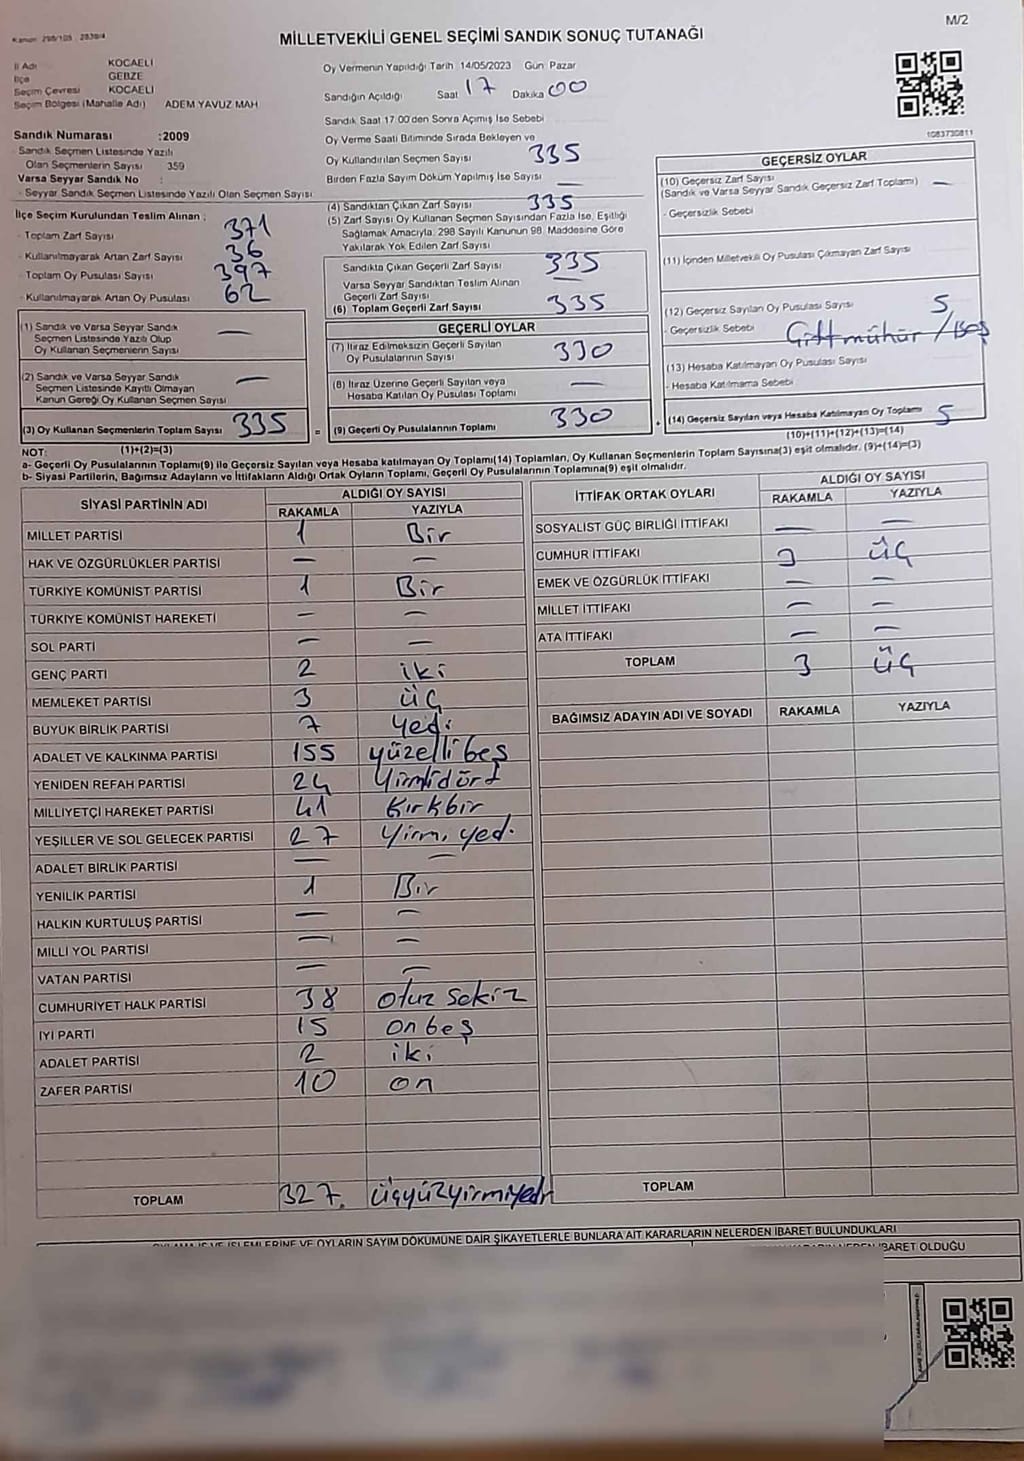 M/2
Kanun: 298/105 , 2839/4
MİLLETVEKİLİ GENEL SEÇİMİ SANDIK SONUÇ TUTANAĞI
İl Adı KOCAELİ
İlçe GEBZE
Seçim Çevresi KOCAELİ
Seçim Bölgesi (Mahalle Adı) ADEM YAVUZ MAH
Sandık Numarası :2009
Sandık Seçmen Listesinde Yazılı
Olan Seçmenlerin Sayısı 359
Varsa Seyyar Sandık No :
- Seyyar Sandık Seçmen Listesinde Yazılı Olan Seçmen Sayısı
İlçe Seçim Kurulundan Teslim Alınan ;
- Toplam Zarf Sayısı 371
- Kullanılmayarak Artan Zarf Sayısı 36
- Toplam Oy Pusulası Sayısı 397
- Kullanılmayarak Artan Oy Pusulası 62
(1) Sandık ve Varsa Seyyar Sandık
Seçmen Listesinde Yazılı Olup
Oy Kullanan Seçmenlerin Sayısı —
(2) Sandık ve Varsa Seyyar Sandık
Seçmen Listesinde Kayıtlı Olmayan
Kanun Gereği Oy Kullanan Seçmen Sayısı —
(3) Oy Kullanan Seçmenlerin Toplam Sayısı 335
(1)+(2)=(3)
Oy Vermenin Yapıldığı Tarih 14/05/2023 Gün: Pazar
Sandığın Açıldığı Saat 17 Dakika 00
Sandık Saat 17:00'den Sonra Açımış İse Sebebi
Oy Verme Saati Bitiminde Sırada Bekleyen ve
Oy Kullandırılan Seçmen Sayısı 335
Birden Fazla Sayım Döküm Yapılmış İse Sayısı —
(4) Sandıktan Çıkan Zarf Sayısı 335
(5) Zarf Sayısı Oy Kullanan Seçmen Sayısından Fazla İse, Eşitliği
Sağlamak Amacıyla, 298 Sayılı Kanunun 98. Maddesine Göre
Yakılarak Yok Edilen Zarf Sayısı
Sandıkta Çıkan Geçerli Zarf Sayısı 335
Varsa Seyyar Sandıktan Teslim Alınan
Geçerli Zarf Sayısı —
(6) Toplam Geçerli Zarf Sayısı 335
GEÇERLİ OYLAR
(7) İtiraz Edilmeksizin Geçerli Sayılan
Oy Pusulalarının Sayısı 330
(8) İtiraz Üzerine Geçerli Sayılan veya
Hesaba Katılan Oy Pusulası Toplamı —
= (9) Geçerli Oy Pusulalarının Toplamı 330
1083730811
GEÇERSİZ OYLAR
(10) Geçersiz Zarf Sayısı
(Sandık ve Varsa Seyyar Sandık Geçersiz Zarf Toplamı) —
- Geçersizlik Sebebi
(11) İçinden Milletvekili Oy Pusulası Çıkmayan Zarf Sayısı
(12) Geçersiz Sayılan Oy Pusulası Sayısı 5
- Geçersizlik Sebebi Çift mühür / Boş
(13) Hesaba Katılmayan Oy Pusulası Sayısı
- Hesaba Katılmama Sebebi
(14) Geçersiz Sayılan veya Hesaba Katılmayan Oy Toplamı 5
(10)+(11)+(12)+(13)=(14)
NOT:
a- Geçerli Oy Pusulalarının Toplamı(9) ile Geçersiz Sayılan veya Hesaba katılmayan Oy Toplamı(14) Toplamları, Oy Kullanan Seçmenlerin Toplam Sayısına(3) eşit olmalıdır. (9)+(14)=(3)
b- Siyasi Partilerin, Bağımsız Adayların ve İttifakların Aldığı Ortak Oyların Toplamı, Geçerli Oy Pusulalarının Toplamına(9) eşit olmalıdır.
SİYASİ PARTİNİN ADI ALDIĞI OY SAYISI
RAKAMLA YAZIYLA
MİLLET PARTİSİ 1 Bir
HAK VE ÖZGÜRLÜKLER PARTİSİ — —
TÜRKİYE KOMÜNİST PARTİSİ 1 Bir
TÜRKİYE KOMÜNİST HAREKETİ — —
SOL PARTİ — —
GENÇ PARTİ 2 iki
MEMLEKET PARTİSİ 3 üç
BÜYÜK BİRLİK PARTİSİ 7 yedi
ADALET VE KALKINMA PARTİSİ 155 yüzelli beş
YENİDEN REFAH PARTİSİ 24 Yirmidört
MİLLİYETÇİ HAREKET PARTİSİ 41 Kırkbir
YEŞİLLER VE SOL GELECEK PARTİSİ 27 Yirmi yedi
ADALET BİRLİK PARTİSİ — —
YENİLİK PARTİSİ 1 Bir
HALKIN KURTULUŞ PARTİSİ — —
MİLLİ YOL PARTİSİ — —
VATAN PARTİSİ — —
CUMHURİYET HALK PARTİSİ 38 otuz sekiz
İYİ PARTİ 15 on beş
ADALET PARTİSİ 2 iki
ZAFER PARTİSİ 10 on
TOPLAM 327. üçyüzyirmiyedi
İTTİFAK ORTAK OYLARI ALDIĞI OY SAYISI
RAKAMLA YAZIYLA
SOSYALİST GÜÇ BİRLİĞİ İTTİFAKI — —
CUMHUR İTTİFAKI 3 üç
EMEK VE ÖZGÜRLÜK İTTİFAKI — —
MİLLET İTTİFAKI — —
ATA İTTİFAKI — —
TOPLAM 3 üç
BAĞIMSIZ ADAYIN ADI VE SOYADI RAKAMLA YAZIYLA
TOPLAM
OYLAMA İŞ VE İŞLEMLERİNE VE OYLARIN SAYIM DÖKÜMÜNE DAİR ŞİKAYETLERLE BUNLARA AİT KARARLARIN NELERDEN İBARET BULUNDUKLARI
İBARET OLDUĞU